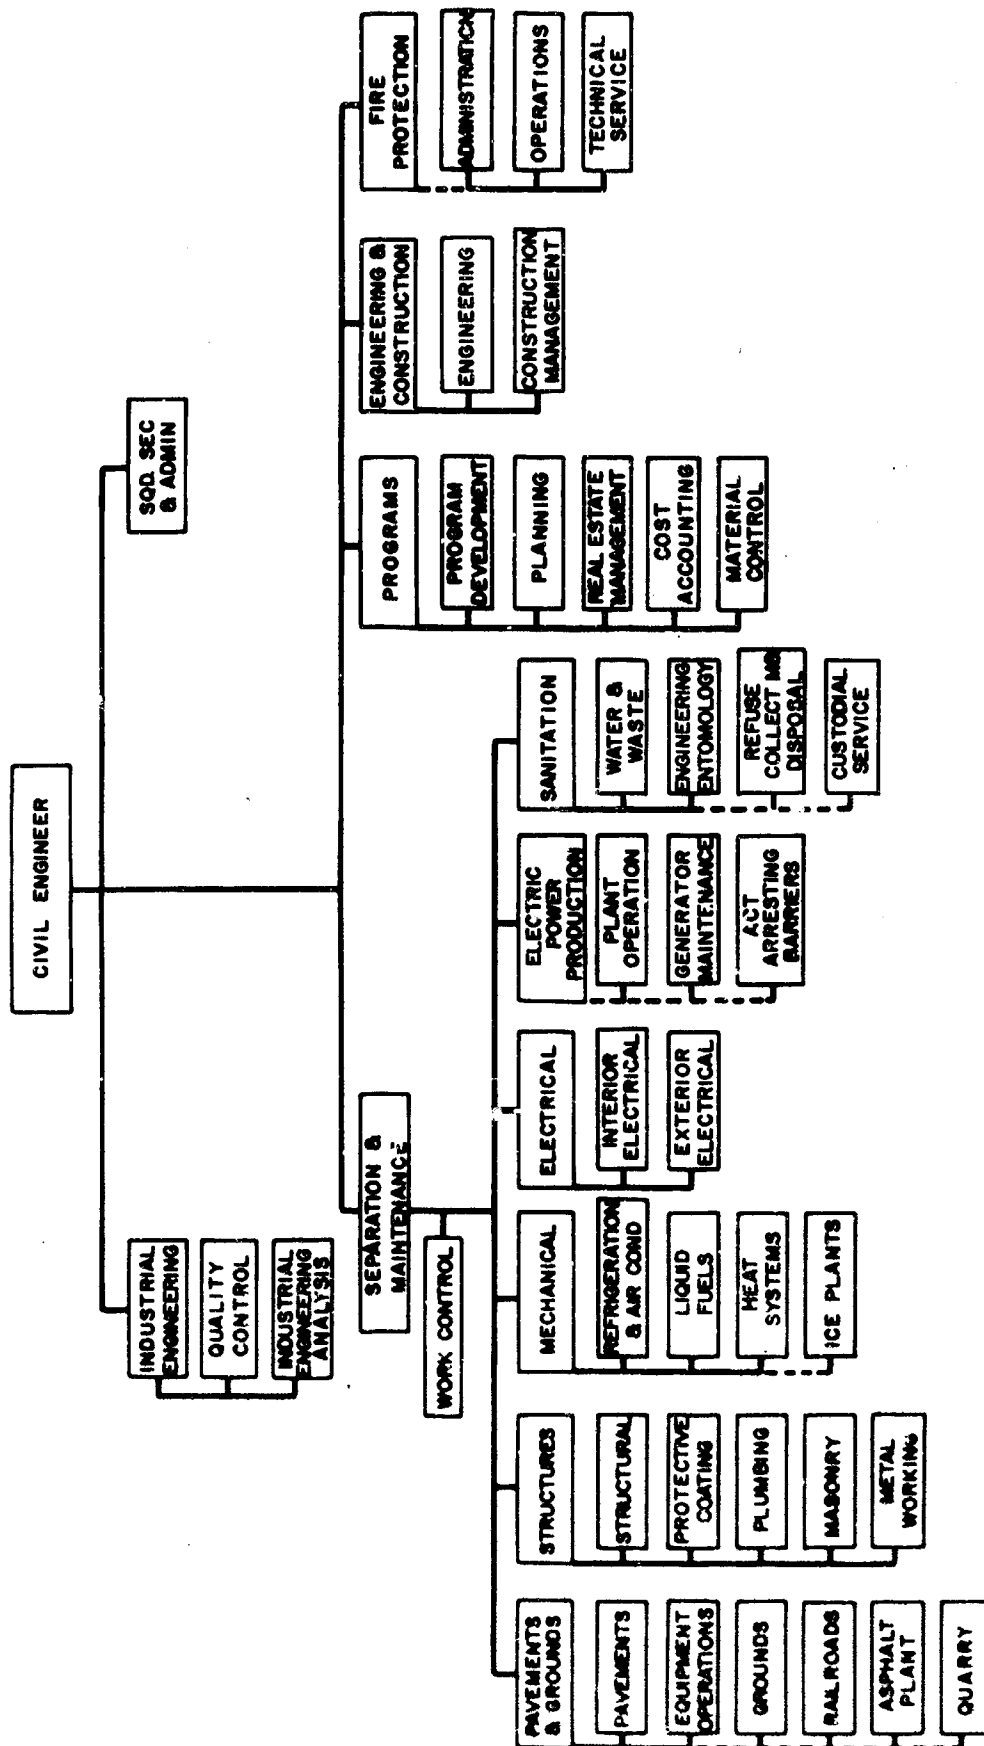 CIVIL ENGINEER
INDUSTRIAL
ENGINEERING
QUALITY
CONTROL
INDUSTRIAL
ENGINEERING
ANALYSIS
SQD. SEC
& ADMIN
SEPARATION &
MAINTENANCE
WORK CONTROL
PROGRAMS
PROGRAM
DEVELOPMENT
PLANNING
REAL ESTATE
MANAGEMENT
COST
ACCOUNTING
MATERIAL
CONTROL
ENGINEERING &
CONSTRUCTION
ENGINEERING
CONSTRUCTION
MANAGEMENT
FIRE
PROTECTION
ADMINISTRATION
OPERATIONS
TECHNICAL
SERVICE
PAVEMENTS
& GROUNDS
PAVEMENTS
EQUIPMENT
OPERATIONS
GROUNDS
RAILROADS
ASPHALT
PLANT
QUARRY
STRUCTURES
STRUCTURAL
PROTECTIVE
COATING
PLUMBING
MASONRY
METAL
WORKING
MECHANICAL
REFRIGERATION
& AIR COND
LIQUID
FUELS
HEAT
SYSTEMS
ICE PLANTS
ELECTRICAL
INTERIOR
ELECTRICAL
EXTERIOR
ELECTRICAL
ELECTRIC
POWER
PRODUCTION
PLANT
OPERATION
GENERATOR
MAINTENANCE
ACT
ARRESTING
BARRIERS
SANITATION
WATER &
WASTE
ENGINEERING
ENTOMOLOGY
REFUSE
COLLECT
DISPOSAL
CUSTODIAL
SERVICE